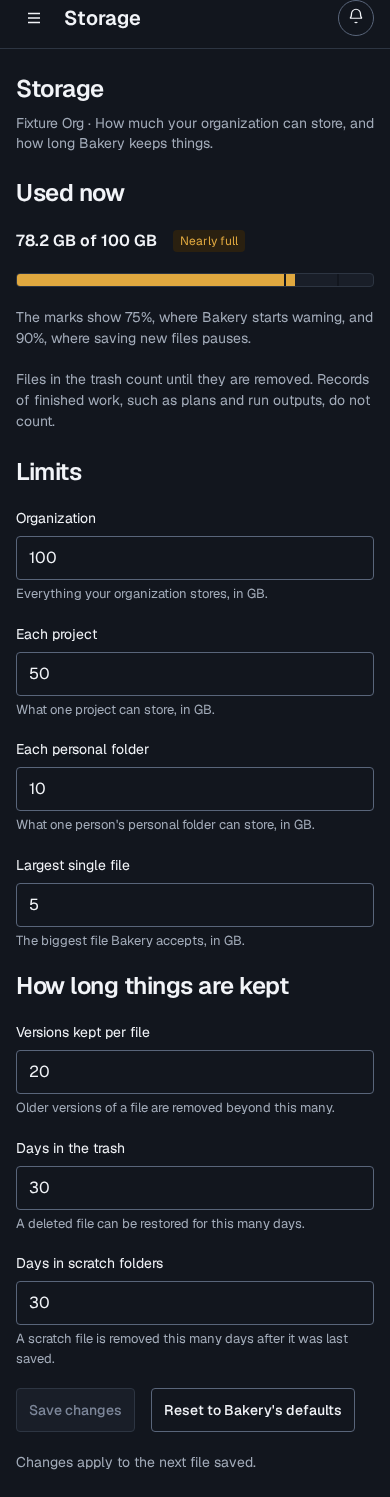 Storage
Storage
Fixture Org · How much your organization can store, and
how long Bakery keeps things.
Used now
78.2 GB of 100 GB
Nearly full
The marks show 75%, where Bakery starts warning, and
90%, where saving new files pauses.
Files in the trash count until they are removed. Records
of finished work, such as plans and run outputs, do not
count.
Limits
Organization
100
Everything your organization stores, in GB.
Each project
50
What one project can store, in GB.
Each personal folder
10
What one person's personal folder can store, in GB.
Largest single file
5
The biggest file Bakery accepts, in GB.
How long things are kept
Versions kept per file
20
Older versions of a file are removed beyond this many.
Days in the trash
30
A deleted file can be restored for this many days.
Days in scratch folders
30
A scratch file is removed this many days after it was last
saved.
Save changes
Reset to Bakery's defaults
Changes apply to the next file saved.